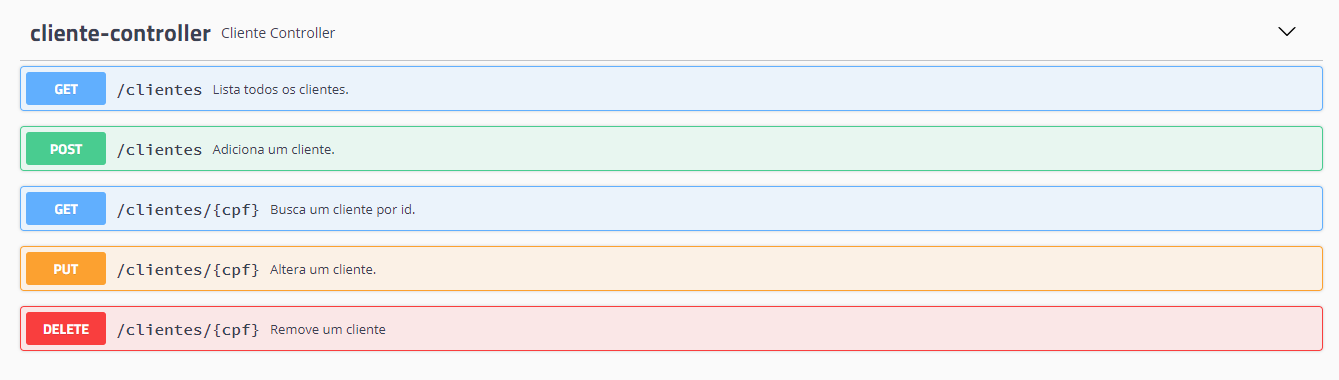 cliente-controller Cliente Controller
GET /clientes Lista todos os clientes.
POST /clientes Adiciona um cliente.
GET /clientes/{cpf} Busca um cliente por id.
PUT /clientes/{cpf} Altera um cliente.
DELETE /clientes/{cpf} Remove um cliente